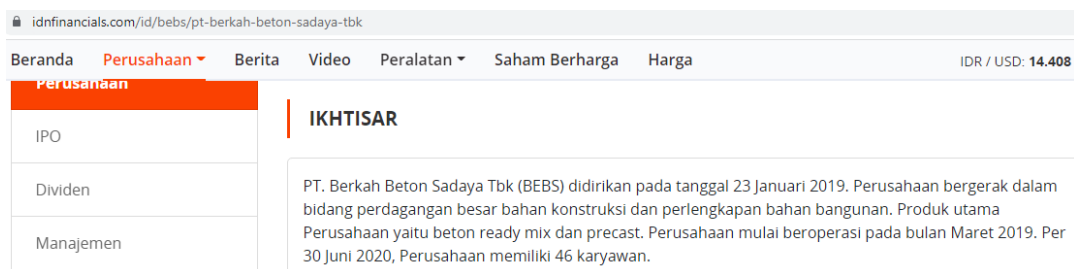 idnfinancials.com/id/bebs/pt-berkah-beton-sadaya-tbk
Beranda Perusahaan Berita Video Peralatan Saham Berharga Harga IDR / USD: 14.408
Perusahaan
IKHTISAR
IPO
Dividen
Manajemen
PT. Berkah Beton Sadaya Tbk (BEBS) didirikan pada tanggal 23 Januari 2019. Perusahaan bergerak dalam
bidang perdagangan besar bahan konstruksi dan perlengkapan bahan bangunan. Produk utama
Perusahaan yaitu beton ready mix dan precast. Perusahaan mulai beroperasi pada bulan Maret 2019. Per
30 Juni 2020, Perusahaan memiliki 46 karyawan.